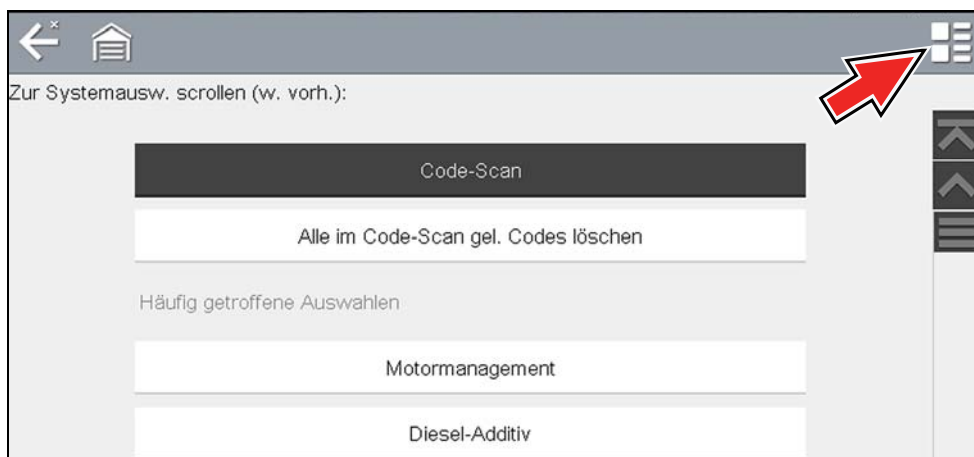 Zur Systemausw. scrollen (w. vorh.):
Code-Scan
Alle im Code-Scan gel. Codes löschen
Häufig getroffene Auswahlen
Motormanagement
Diesel-Additiv